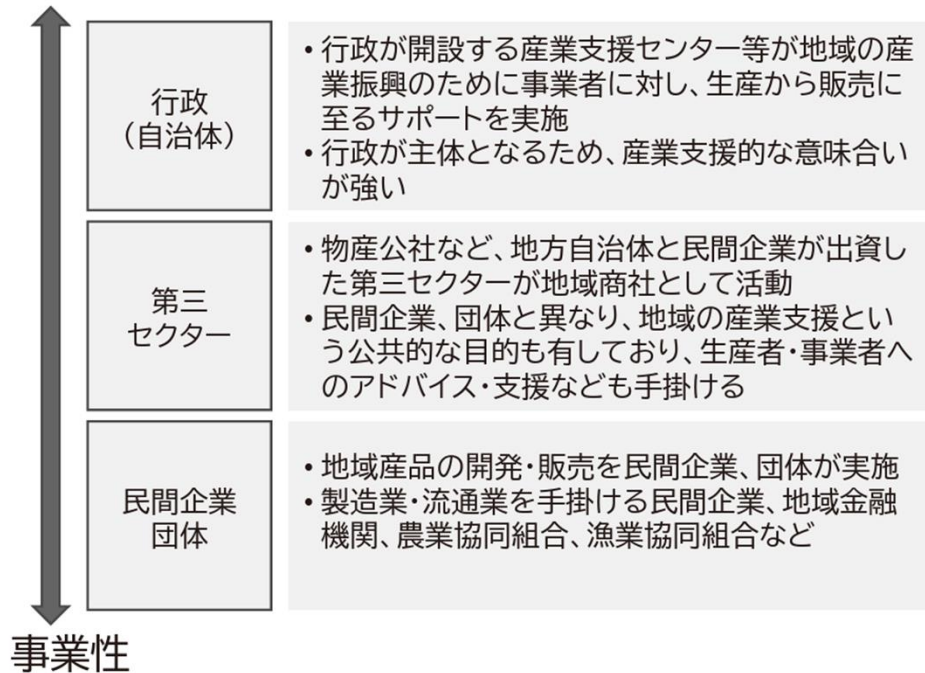 行政
（自治体）
・行政が開設する産業支援センター等が地域の産
業振興のために事業者に対し、生産から販売に
至るサポートを実施
・行政が主体となるため、産業支援的な意味合い
が強い
第三
セクター
・物産公社など、地方自治体と民間企業が出資し
た第三セクターが地域商社として活動
・民間企業、団体と異なり、地域の産業支援とい
う公共的な目的も有しており、生産者・事業者へ
のアドバイス・支援なども手掛ける
民間企業
団体
・地域産品の開発・販売を民間企業、団体が実施
・製造業・流通業を手掛ける民間企業、地域金融
機関、農業協同組合、漁業協同組合など
事業性